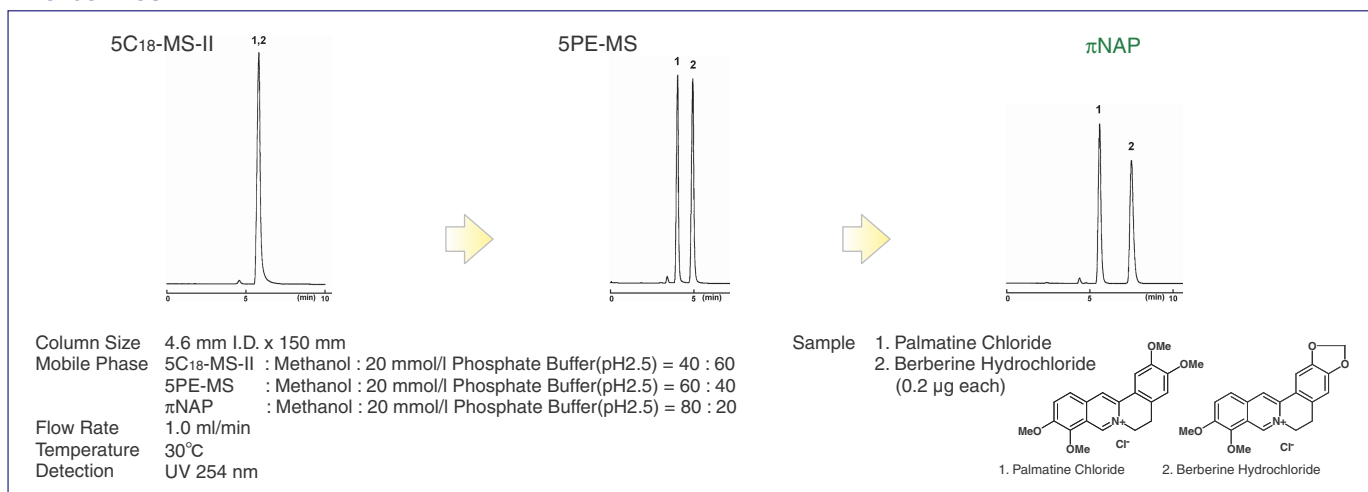 5C18-MS-II
1,2
0
10
(min)
5PE-MS
1 2
0
5
(min)
πNAP
1
2
0
5
(min) 10
Column Size 4.6 mm I.D. x 150 mm
Mobile Phase 5C18-MS-II : Methanol : 20 mmol/l Phosphate Buffer(pH2.5) = 40 : 60
5PE-MS : Methanol : 20 mmol/l Phosphate Buffer(pH2.5) = 60 : 40
πNAP : Methanol : 20 mmol/l Phosphate Buffer(pH2.5) = 80 : 20
Flow Rate 1.0 ml/min
Temperature 30°C
Detection UV 254 nm
Sample 1. Palmatine Chloride
2. Berberine Hydrochloride
(0.2 µg each)
OMe
OMe
MeO
OMe
N+
Cl-
1. Palmatine Chloride
O
O
MeO
OMe
N+
Cl-
2. Berberine Hydrochloride